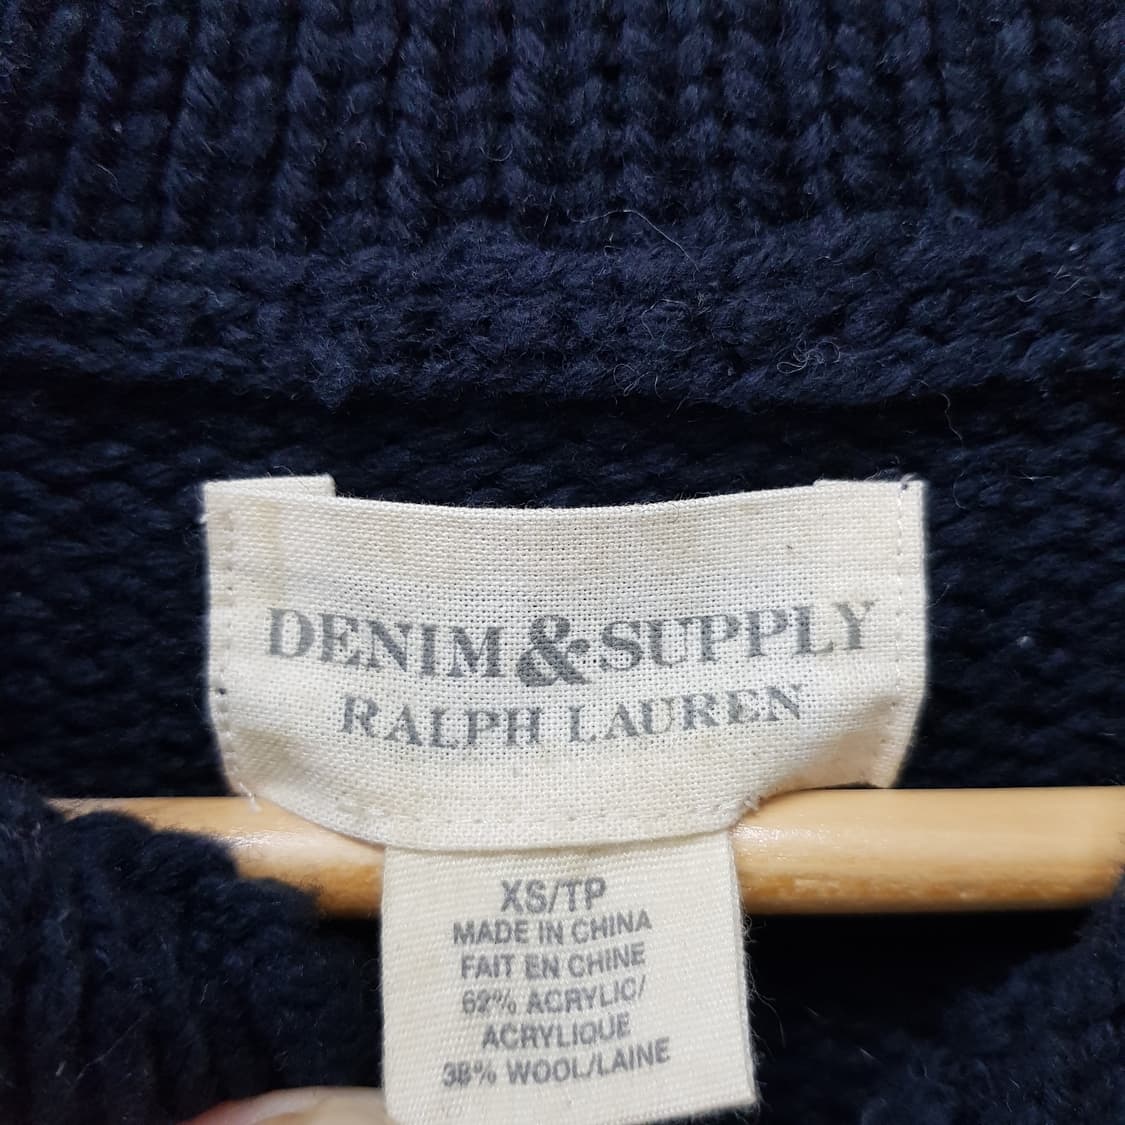 DENIM & SUPPLY
RALPH LAUREN
XS/TP
MADE IN CHINA
FAIT EN CHINE
62% ACRYLIC/
ACRYLIQUE
38% WOOL/LAINE